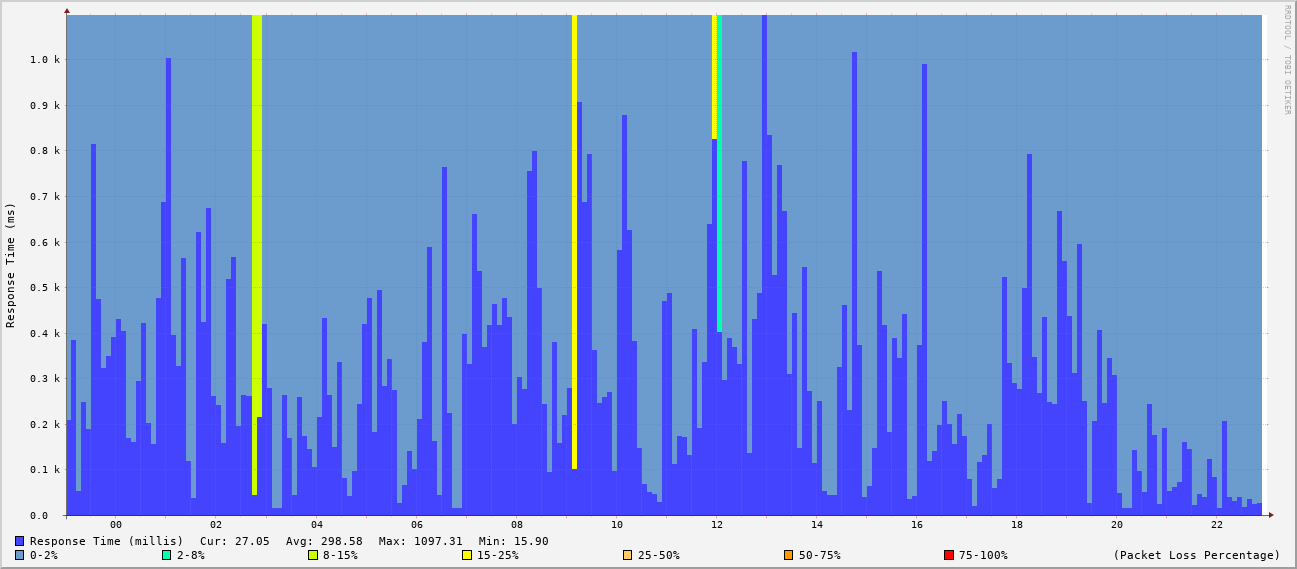 RRDTOOL / TOBI OETIKER
Response Time (ms)
1.0 k
0.9 k
0.8 k
0.7 k
0.6 k
0.5 k
0.4 k
0.3 k
0.2 k
0.1 k
0.0
00 02 04 06 08 10 12 14 16 18 20 22
Response Time (millis) Cur: 27.05 Avg: 298.58 Max: 1097.31 Min: 15.90
0-2% 2-8% 8-15% 15-25% 25-50% 50-75% 75-100% (Packet Loss Percentage)